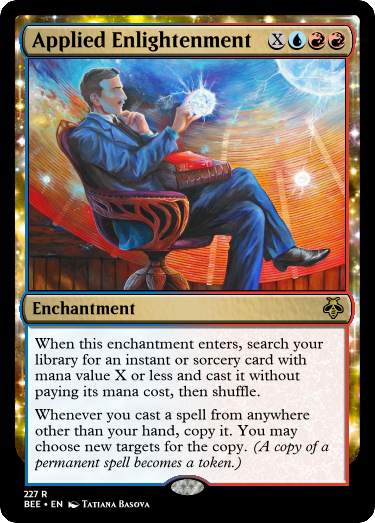 Applied Enlightenment X
Enchantment
When this enchantment enters, search your
library for an instant or sorcery card with
mana value X or less and cast it without
paying its mana cost, then shuffle.
Whenever you cast a spell from anywhere
other than your hand, copy it. You may
choose new targets for the copy. (A copy of a
permanent spell becomes a token.)
227 R
BEE • EN Tatiana Basova